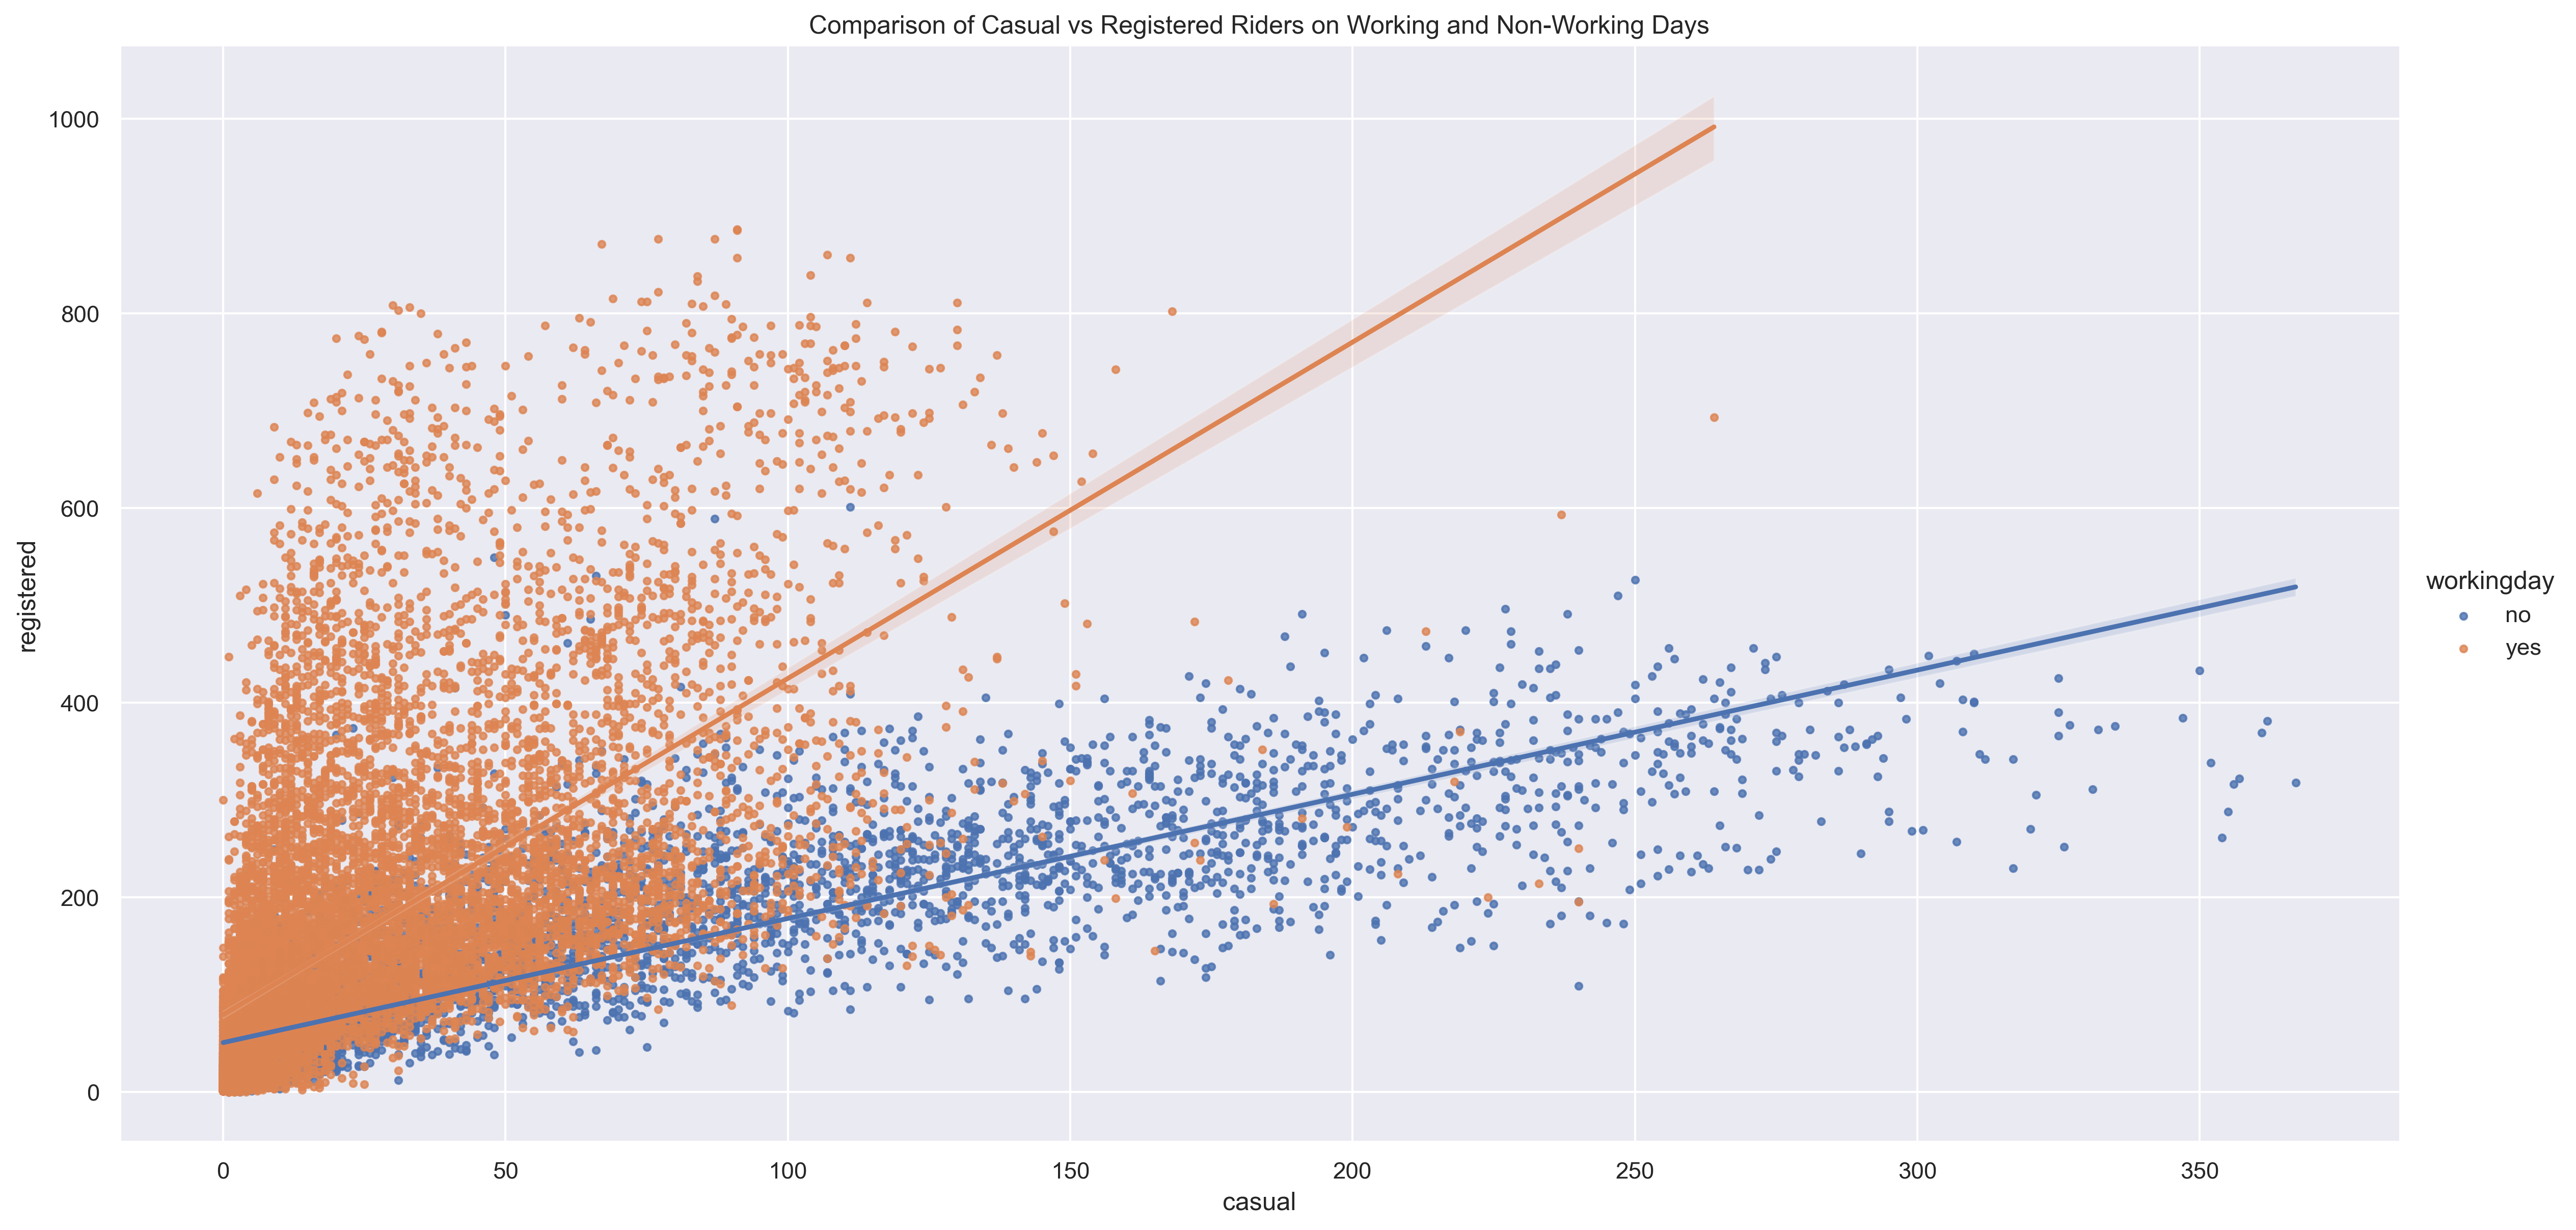 Comparison of Casual vs Registered Riders on Working and Non-Working Days
1000
800
600
400
200
0
registered
0 50 100 150 200 250 300 350
casual
workingday
no
yes